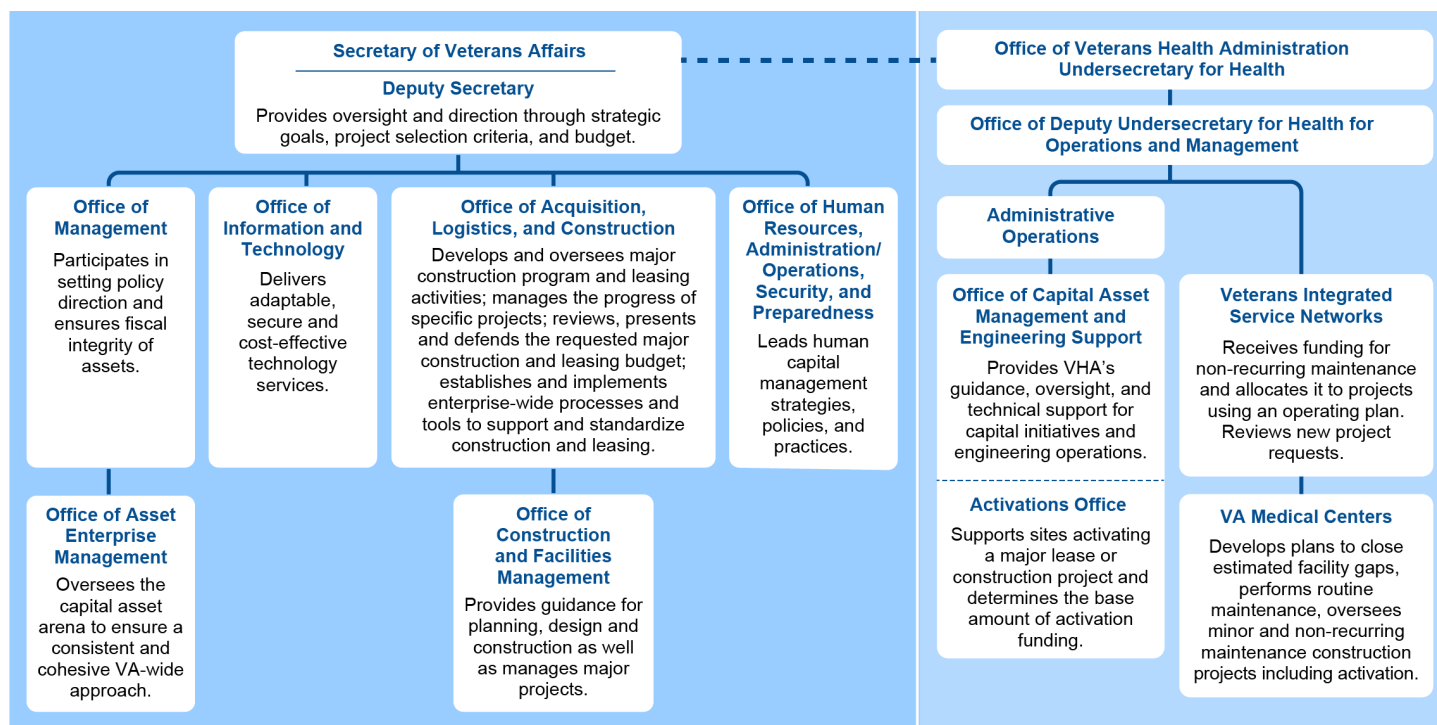 Secretary of Veterans Affairs
Deputy Secretary
Provides oversight and direction through strategic
goals, project selection criteria, and budget.
Office of
Management
Participates in
setting policy
direction and
ensures fiscal
integrity of
assets.
Office of
Information and
Technology
Delivers
adaptable,
secure and
cost-effective
technology
services.
Office of Acquisition,
Logistics, and Construction
Develops and oversees major
construction program and leasing
activities; manages the progress of
specific projects; reviews, presents
and defends the requested major
construction and leasing budget;
establishes and implements
enterprise-wide processes and
tools to support and standardize
construction and leasing.
Office of Human
Resources,
Administration/
Operations,
Security, and
Preparedness
Leads human
capital
management
strategies,
policies, and
practices.
Office of Asset
Enterprise
Management
Oversees the
capital asset
arena to ensure a
consistent and
cohesive VA-wide
approach.
Office of
Construction
and Facilities
Management
Provides guidance for
planning, design and
construction as well
as manages major
projects.
Office of Veterans Health Administration
Undersecretary for Health
Office of Deputy Undersecretary for Health for
Operations and Management
Administrative
Operations
Office of Capital Asset
Management and
Engineering Support
Provides VHA's
guidance, oversight, and
technical support for
capital initiatives and
engineering operations.
Activations Office
Supports sites activating
a major lease or
construction project and
determines the base
amount of activation
funding.
Veterans Integrated
Service Networks
Receives funding for
non-recurring maintenance
and allocates it to projects
using an operating plan.
Reviews new project
requests.
VA Medical Centers
Develops plans to close
estimated facility gaps,
performs routine
maintenance, oversees
minor and non-recurring
maintenance construction
projects including activation.